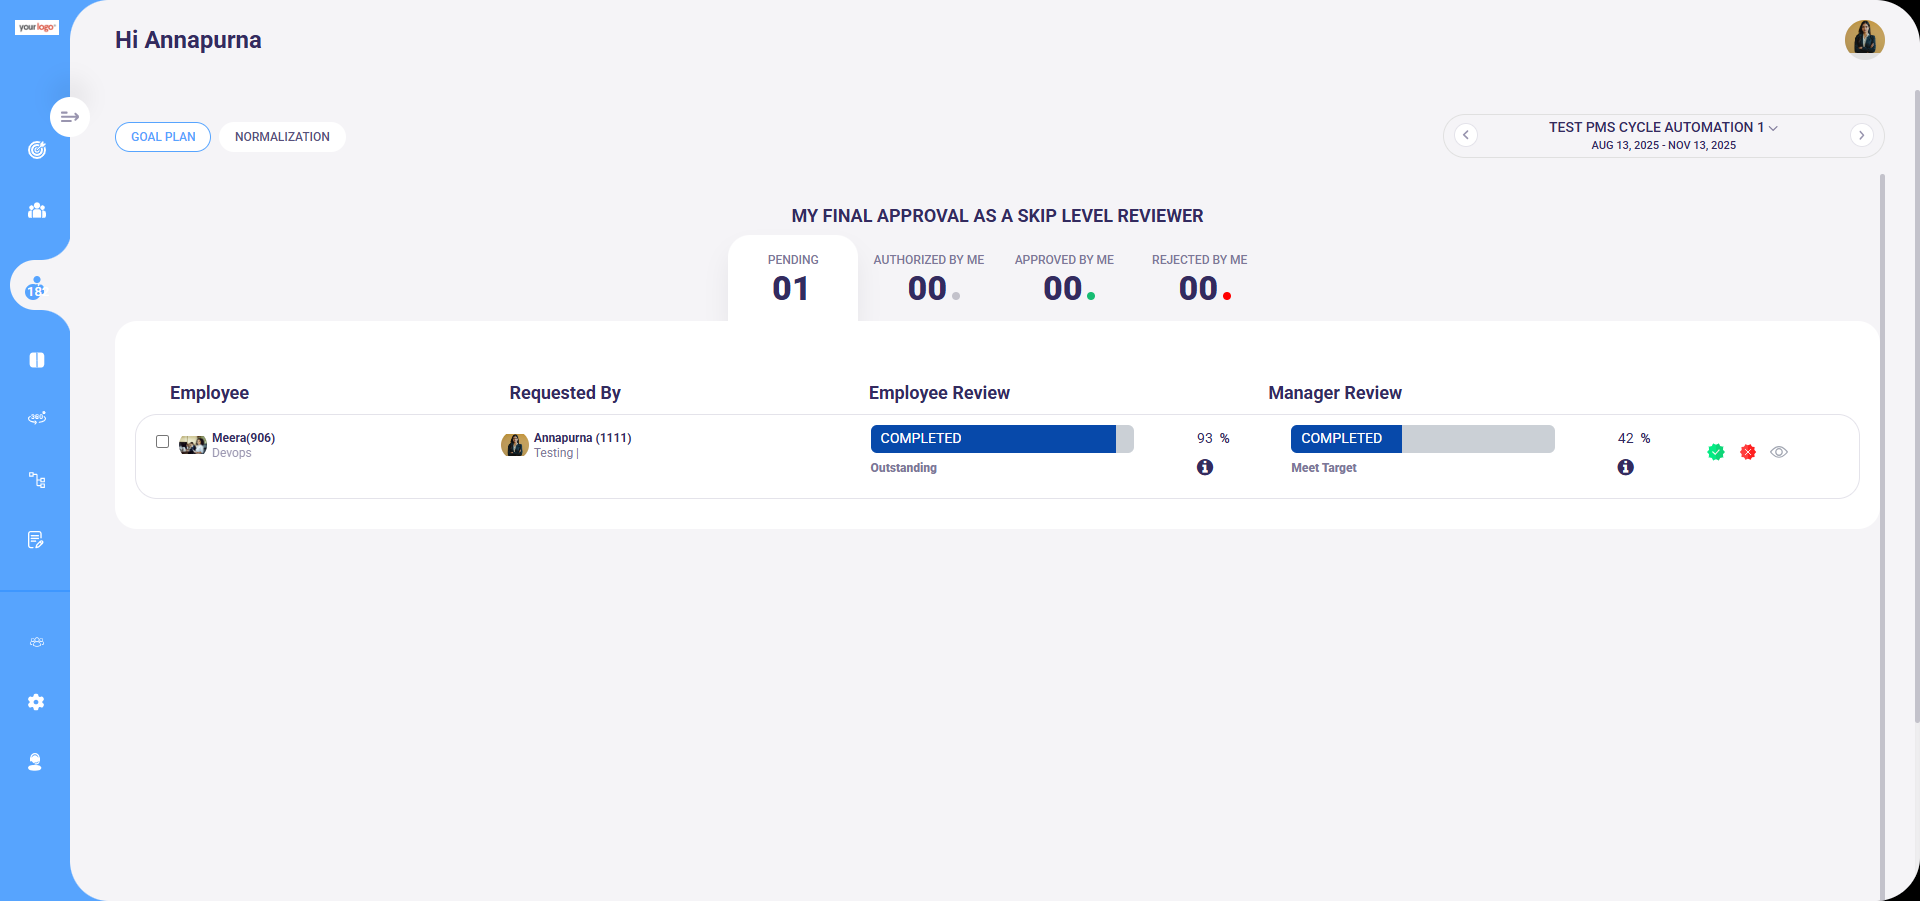 yourlogo
Hi Annapurna
GOAL PLAN
NORMALIZATION
TEST PMS CYCLE AUTOMATION 1
AUG 13, 2025 - NOV 13, 2025
MY FINAL APPROVAL AS A SKIP LEVEL REVIEWER
PENDING
01
AUTHORIZED BY ME
00
APPROVED BY ME
00
REJECTED BY ME
00
18
360°
Employee
Requested By
Employee Review
Manager Review
Meera(906)
Devops
Annapurna (1111)
Testing |
COMPLETED
93 %
Outstanding
COMPLETED
42 %
Meet Target